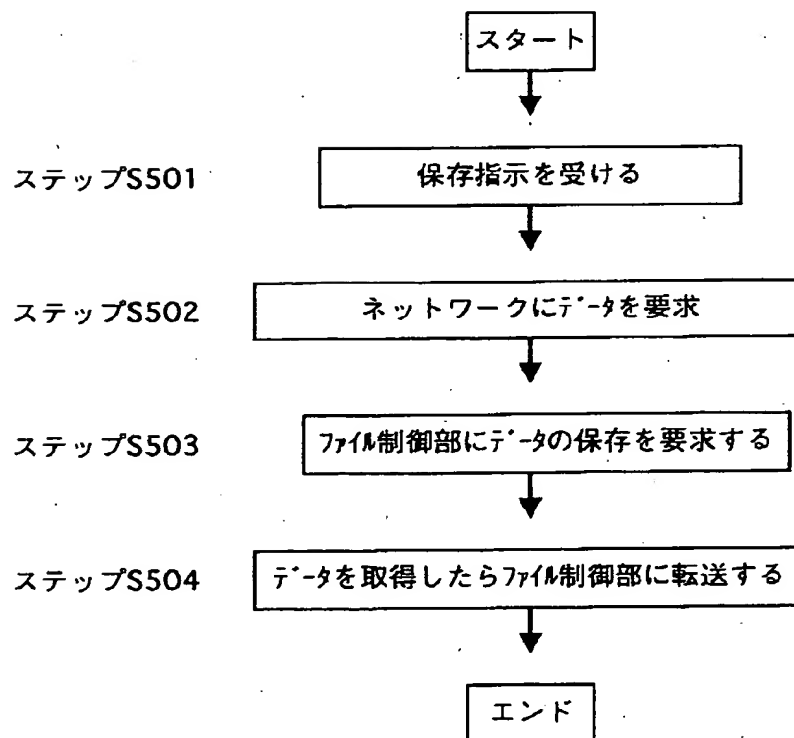 スタート
ステップS501 保存指示を受ける
ステップS502 ネットワークにﾃﾞｰﾀを要求
ステップS503 ﾌｧｲﾙ制御部にﾃﾞｰﾀの保存を要求する
ステップS504 ﾃﾞｰﾀを取得したらﾌｧｲﾙ制御部に転送する
エンド